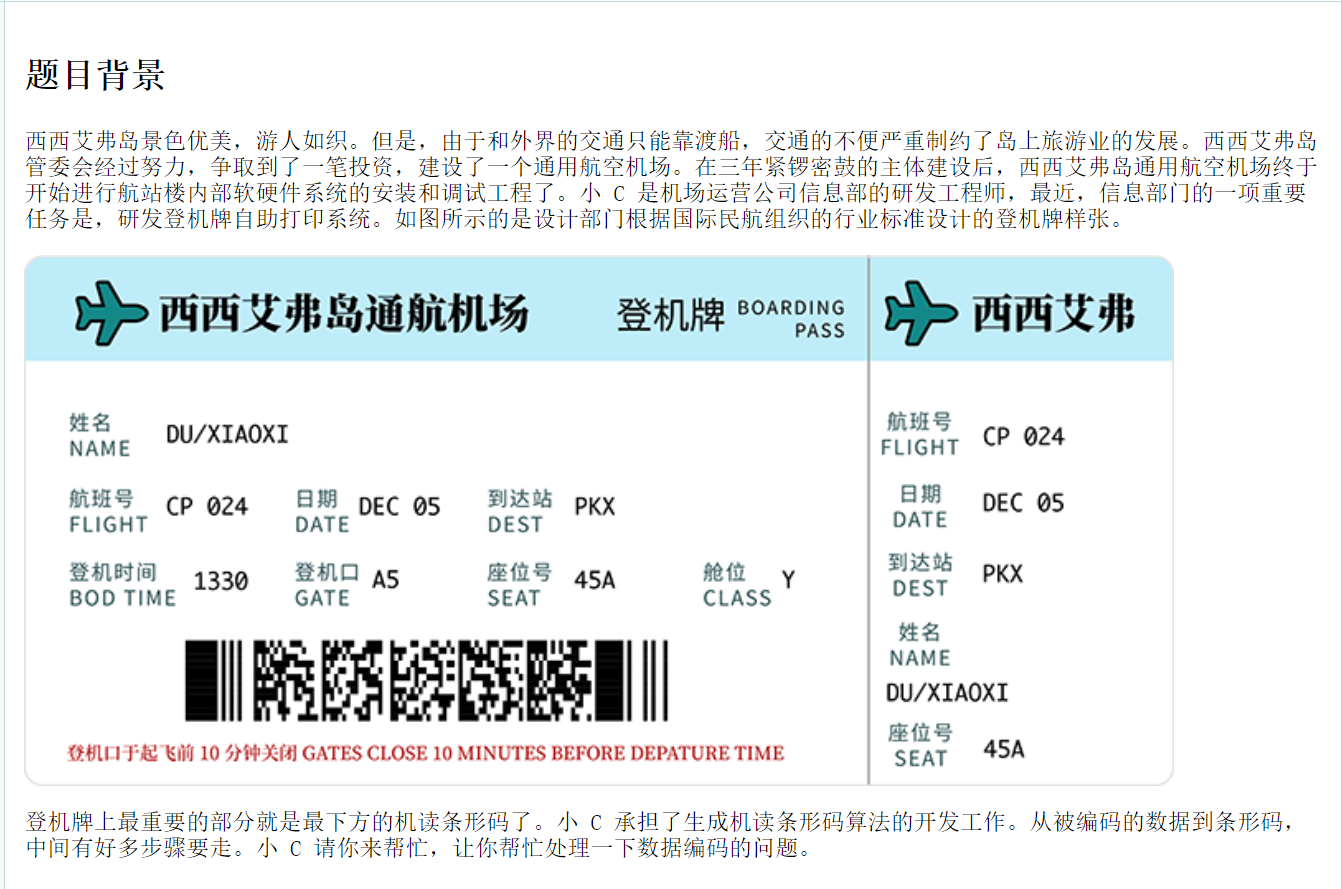 题目背景
西西艾弗岛景色优美，游人如织。但是，由于和外界的交通只能靠渡船，交通的不便严重制约了岛上旅游业的发展。西西艾弗岛
管委会经过努力，争取到了一笔投资，建设了一个通用航空机场。在三年紧锣密鼓的主体建设后，西西艾弗岛通用航空机场终于
开始进行航站楼内部软硬件系统的安装和调试工程了。小 C 是机场运营公司信息部的研发工程师，最近，信息部门的一项重要
任务是，研发登机牌自助打印系统。如图所示的是设计部门根据国际民航组织的行业标准设计的登机牌样张。
西西艾弗岛通航机场
登机牌 BOARDING
PASS
姓名
NAME
DU/XIAOXI
航班号
FLIGHT
CP 024
日期
DATE
DEC 05
到达站
DEST
PKX
登机时间
BOD TIME
1330
登机口
GATE
A5
座位号
SEAT
45A
舱位
CLASS
Y
登机口于起飞前 10 分钟关闭 GATES CLOSE 10 MINUTES BEFORE DEPATURE TIME
西西艾弗
航班号
FLIGHT
CP 024
日期
DATE
DEC 05
到达站
DEST
PKX
姓名
NAME
DU/XIAOXI
座位号
SEAT
45A
登机牌上最重要的部分就是最下方的机读条形码了。小 C 承担了生成机读条形码算法的开发工作。从被编码的数据到条形码，
中间有好多步骤要走。小 C 请你来帮忙，让你帮忙处理一下数据编码的问题。